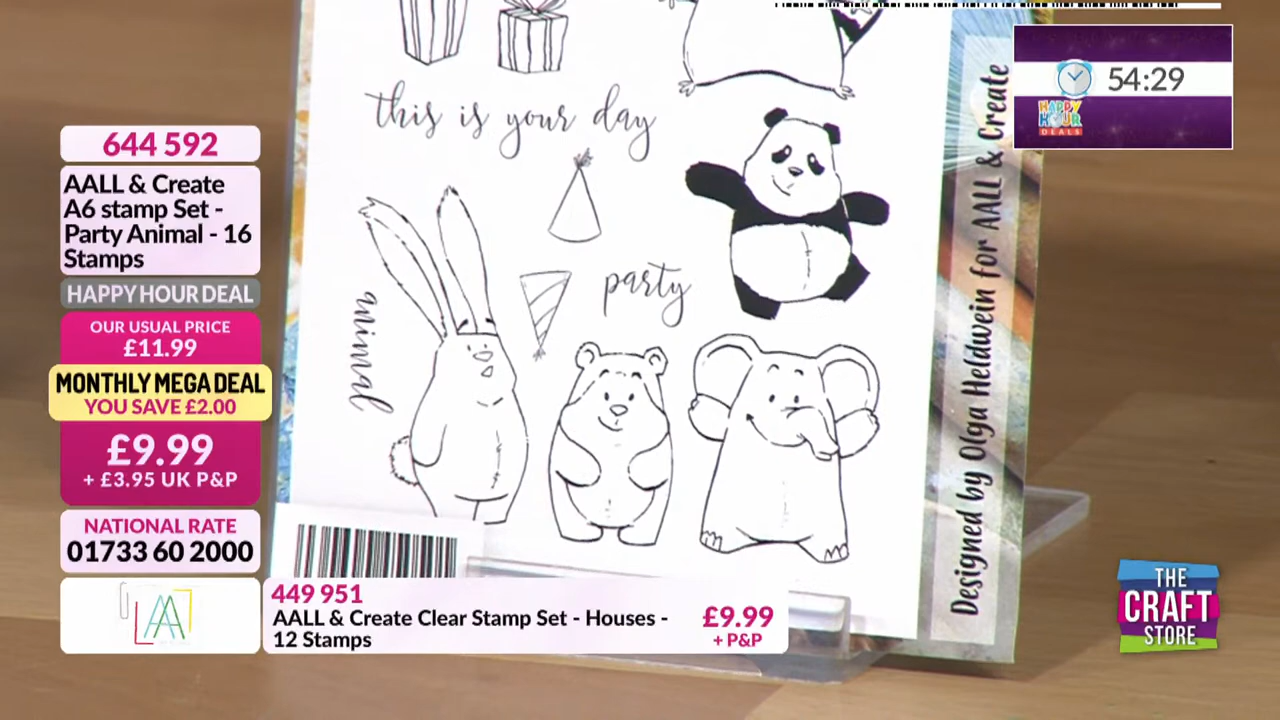 54:29
HAPPY
HOUR
DEALS
644 592
AALL & Create
A6 stamp Set -
Party Animal - 16
Stamps
HAPPY HOUR DEAL
OUR USUAL PRICE
£11.99
MONTHLY MEGA DEAL
YOU SAVE £2.00
£9.99
+ £3.95 UK P&P
NATIONAL RATE
01733 60 2000
this is your day
party
animal
Designed by Olga Heldwein for AALL & Create
449 951
AALL & Create Clear Stamp Set - Houses -
12 Stamps
£9.99
+ P&P
THE
CRAFT
STORE